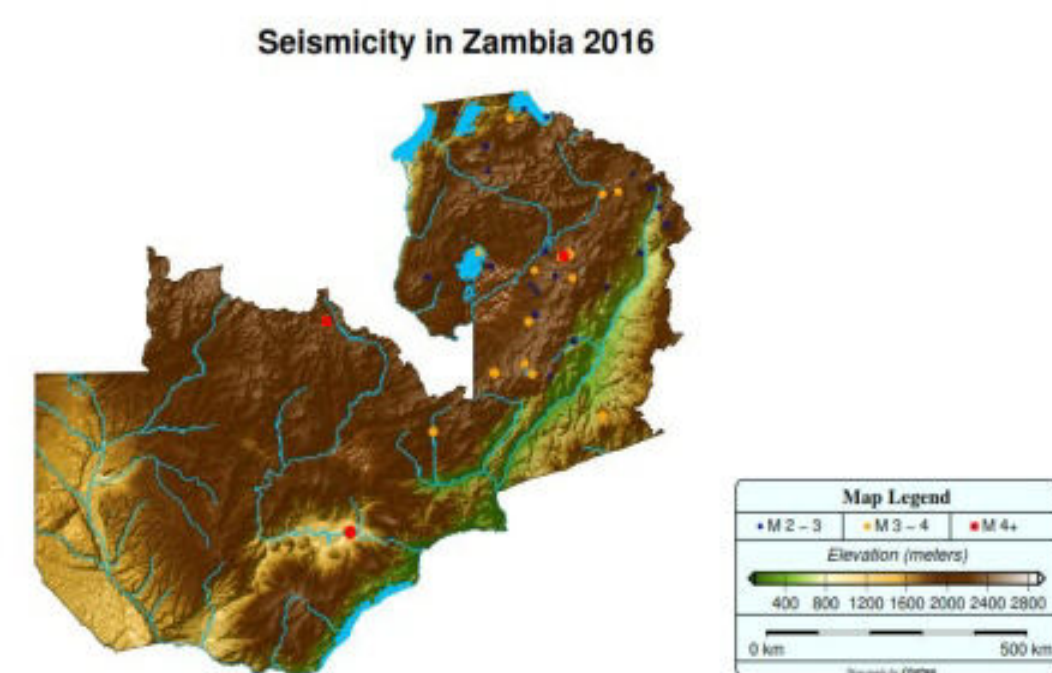 Seismicity in Zambia 2016
Map Legend
M 2 – 3 M 3 – 4 M 4+
Elevation (meters)
400 800 1200 1600 2000 2400 2800
0 km 500 km